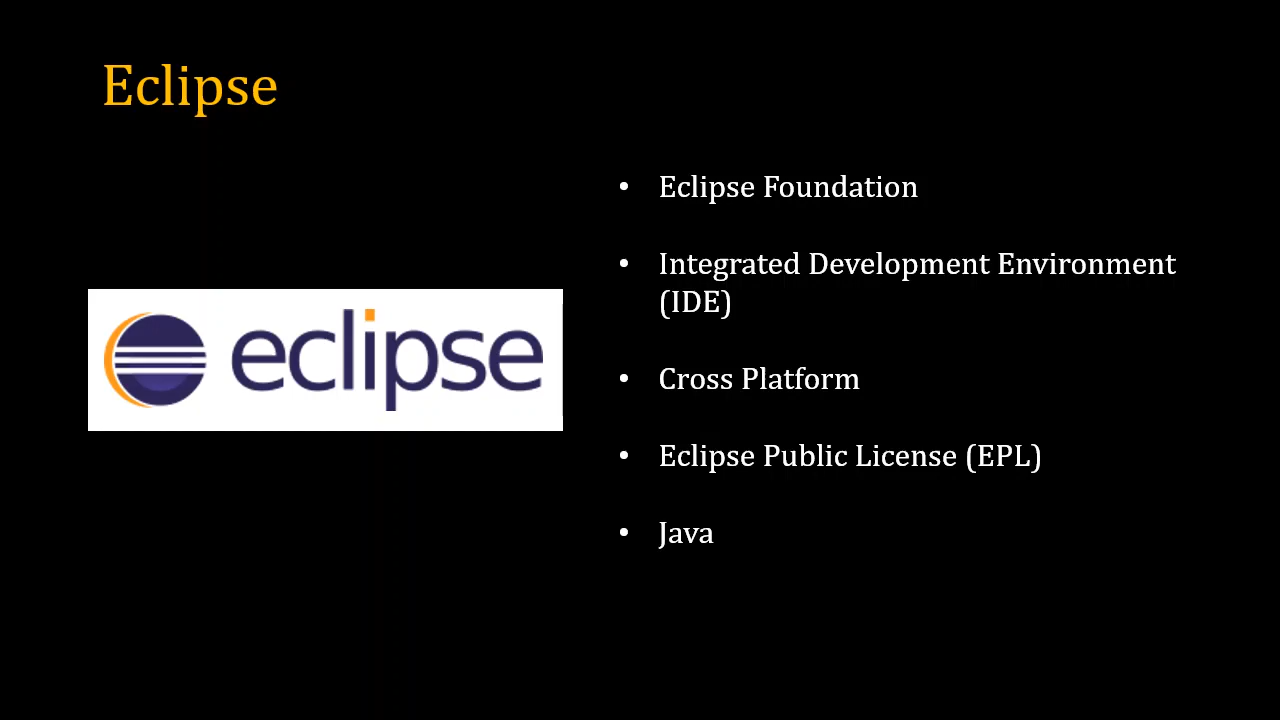 Eclipse
eclipse
• Eclipse Foundation
• Integrated Development Environment
(IDE)
• Cross Platform
• Eclipse Public License (EPL)
• Java